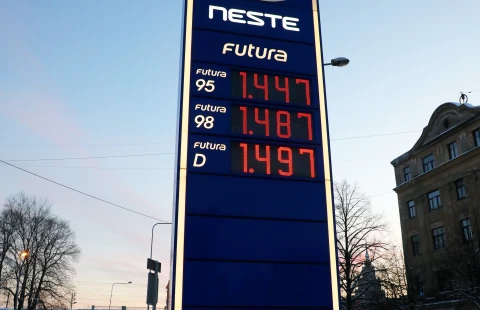 NESTE
Futura
Futura 95 1.447
Futura 98 1.487
Futura D 1.497